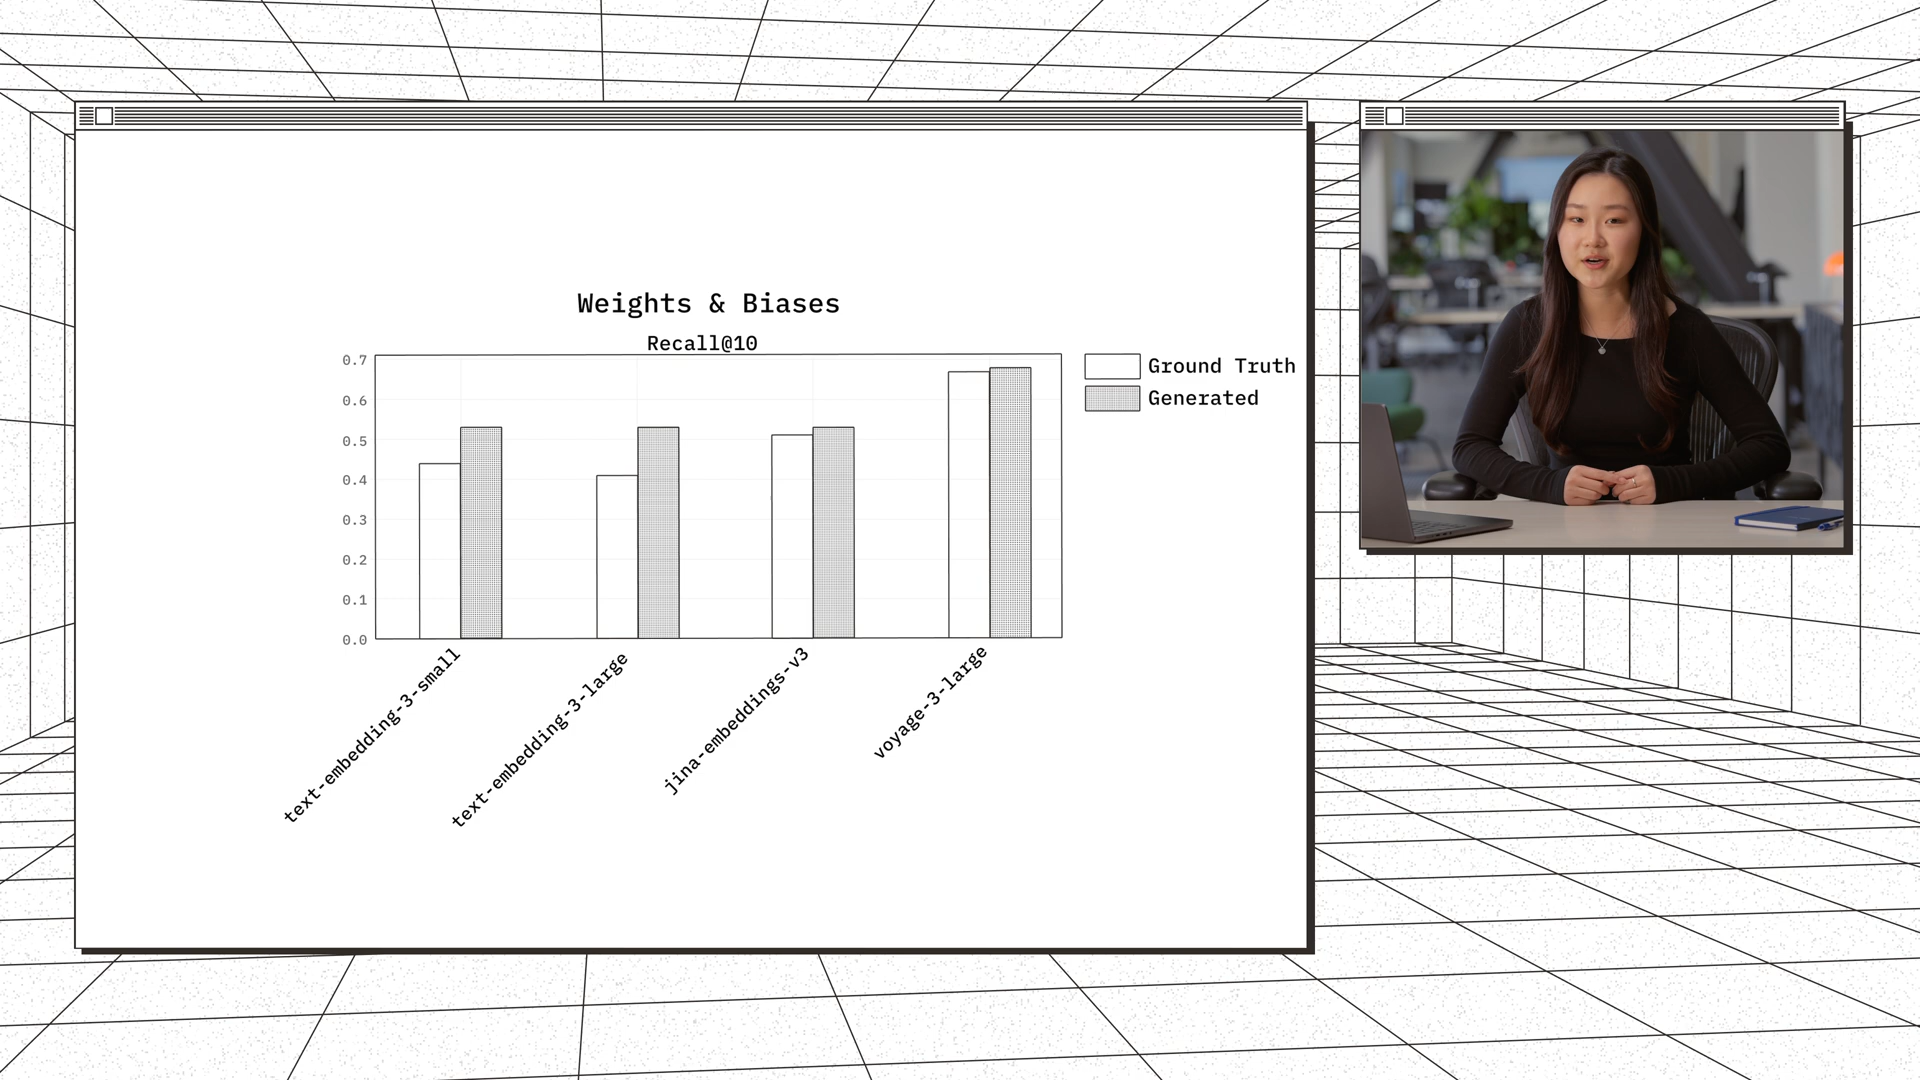 Weights & Biases
Recall@10
0.7
0.6
0.5
0.4
0.3
0.2
0.1
0.0
Ground Truth
Generated
text-embedding-3-small
text-embedding-3-large
jina-embeddings-v3
voyage-3-large